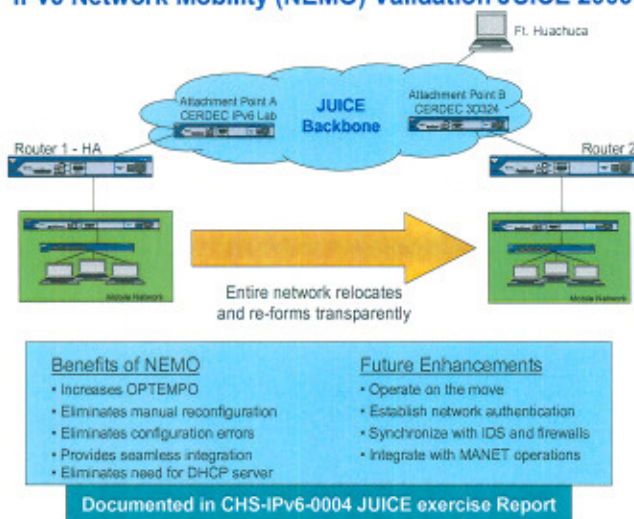 IPv6 Network Mobility (NEMO) Validation JUICE
Ft. Huachuca
Attachment Point A
CERDEC IPv6 Lab
JUICE
Backbone
Attachment Point B
CERDEC 3D324
Router 1 - HA
Router 2
Mobile Network
Mobile Network
Entire network relocates
and re-forms transparently
Benefits of NEMO
• Increases OPTEMPO
• Eliminates manual reconfiguration
• Eliminates configuration errors
• Provides seamless integration
• Eliminates need for DHCP server
Future Enhancements
• Operate on the move
• Establish network authentication
• Synchronize with IDS and firewalls
• Integrate with MANET operations
Documented in CHS-IPv6-0004 JUICE exercise Report